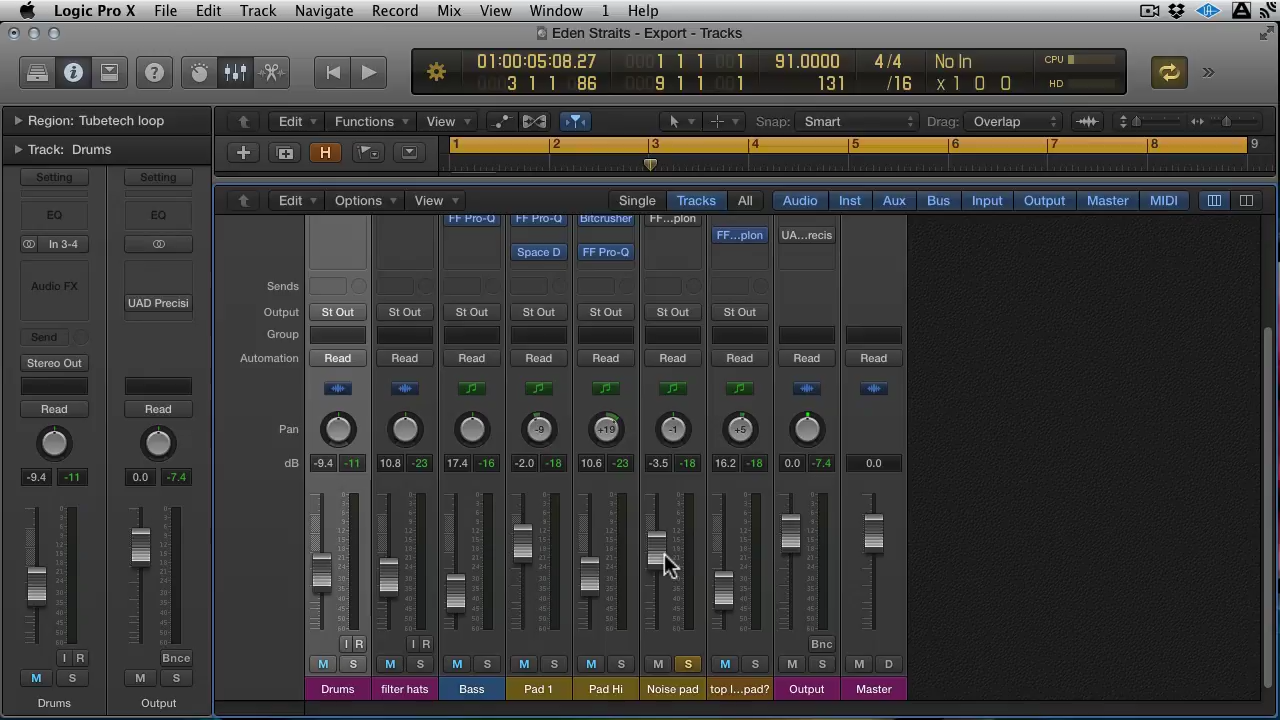 Logic Pro X File Edit Track Navigate Record Mix View Window 1 Help
Eden Straits - Export - Tracks
01:00:05:08.27 1 1 1 1 91.0000 4/4 No In CPU
3 1 1 86 9 1 1 1 131 /16 x 1 0 0 HD
Region: Tubetech loop
Edit Functions View Snap: Smart Drag: Overlap
Track: Drums
H
1 2 3 4 5 6 7 8 9
Setting Setting
Edit Options View Single Tracks All Audio Inst Aux Bus Input Output Master MIDI
EQ EQ
FF Pro-Q FF Pro-Q Bitcrusher FF...plon
In 3-4
FF...plon UA...recis
Space D FF Pro-Q
Audio FX
UAD Precisi
Sends
Output St Out St Out St Out St Out St Out St Out St Out
Send
Group
Stereo Out
Automation Read Read Read Read Read Read Read Read Read
Read Read
Pan -9 +19 -1 +5
dB -9.4 -11 10.8 -23 17.4 -16 -2.0 -18 10.6 -23 -3.5 -18 16.2 -18 0.0 -7.4 0.0
-9.4 -11 0.0 -7.4
I R I R Bnc
I R Bnce
M S M S M S M S M S M S M S M S M D
M S M S
Drums filter hats Bass Pad 1 Pad Hi Noise pad top l...pad? Output Master
Drums Output